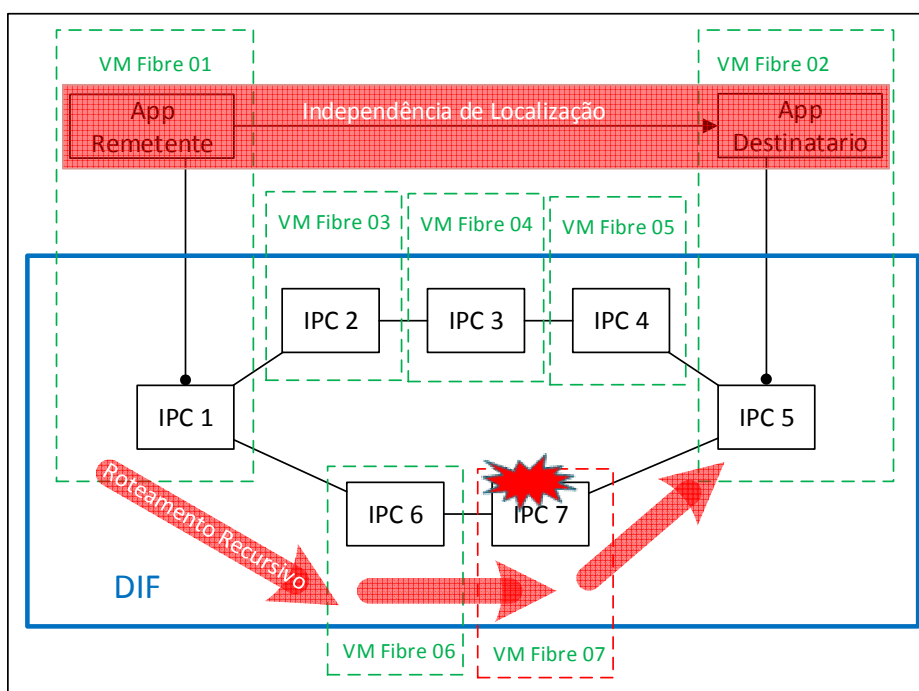 VM Fibre 01
VM Fibre 02
App
Remetente
Independência de Localização
App
Destinatario
VM Fibre 03
VM Fibre 04
VM Fibre 05
IPC 2
IPC 3
IPC 4
IPC 1
IPC 5
Roteamento Recursivo
IPC 6
IPC 7
DIF
VM Fibre 06
VM Fibre 07